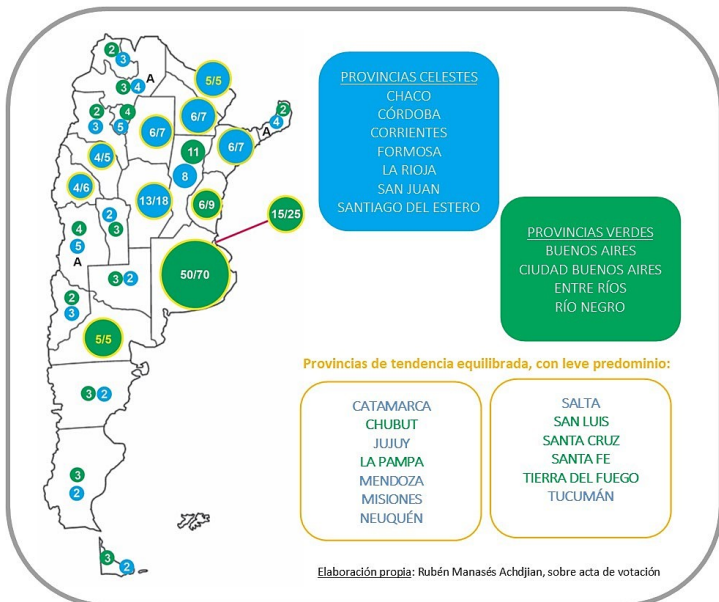 2
3
3
4
A
5/5
2
4
3
5
6/7
6/7
2
4
A
6/7
4/5
11
8
4/6
13/18
6/9
15/25
4
5
A
2
3
50/70
3
2
2
3
5/5
3
2
3
2
3
2
PROVINCIAS CELESTES
CHACO
CÓRDOBA
CORRIENTES
FORMOSA
LA RIOJA
SAN JUAN
SANTIAGO DEL ESTERO
PROVINCIAS VERDES
BUENOS AIRES
CIUDAD BUENOS AIRES
ENTRE RÍOS
RÍO NEGRO
Provincias de tendencia equilibrada, con leve predominio:
CATAMARCA
CHUBUT
JUJUY
LA PAMPA
MENDOZA
MISIONES
NEUQUÉN
SALTA
SAN LUIS
SANTA CRUZ
SANTA FE
TIERRA DEL FUEGO
TUCUMÁN
Elaboración propia: Rubén Manasés Achdjian, sobre acta de votación